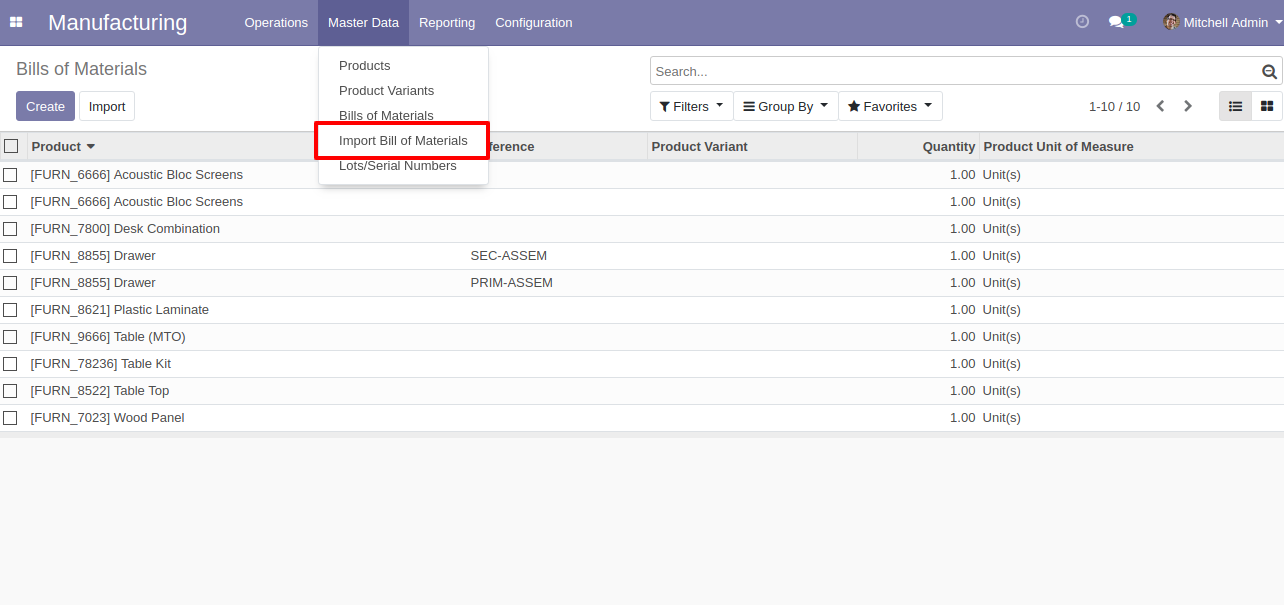 Manufacturing Operations Master Data Reporting Configuration 1 Mitchell Admin
Bills of Materials Search...
Create Import Filters Group By Favorites 1-10 / 10
Products
Product Variants
Bills of Materials
Import Bill of Materials
Lots/Serial Numbers
Product ference Product Variant Quantity Product Unit of Measure
[FURN_6666] Acoustic Bloc Screens 1.00 Unit(s)
[FURN_6666] Acoustic Bloc Screens 1.00 Unit(s)
[FURN_7800] Desk Combination 1.00 Unit(s)
[FURN_8855] Drawer SEC-ASSEM 1.00 Unit(s)
[FURN_8855] Drawer PRIM-ASSEM 1.00 Unit(s)
[FURN_8621] Plastic Laminate 1.00 Unit(s)
[FURN_9666] Table (MTO) 1.00 Unit(s)
[FURN_78236] Table Kit 1.00 Unit(s)
[FURN_8522] Table Top 1.00 Unit(s)
[FURN_7023] Wood Panel 1.00 Unit(s)